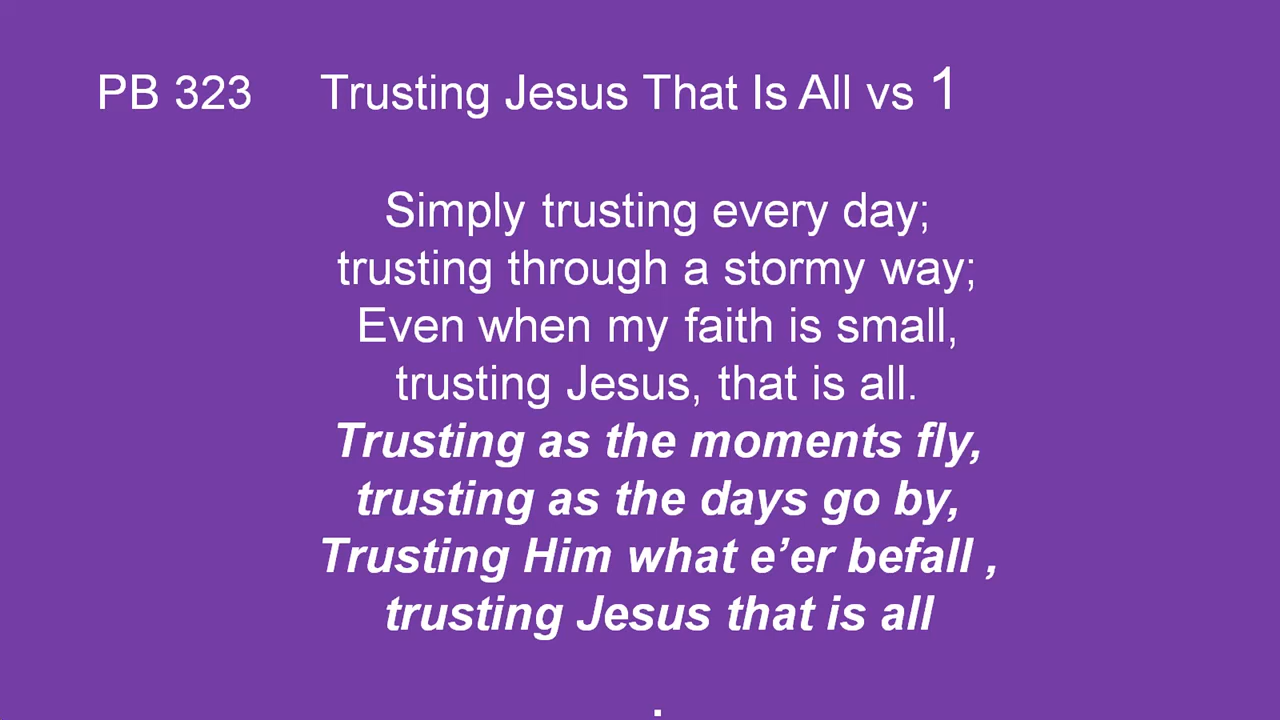 PB 323 Trusting Jesus That Is All vs 1
Simply trusting every day;
trusting through a stormy way;
Even when my faith is small,
trusting Jesus, that is all.
Trusting as the moments fly,
trusting as the days go by,
Trusting Him what e’er befall ,
trusting Jesus that is all
.